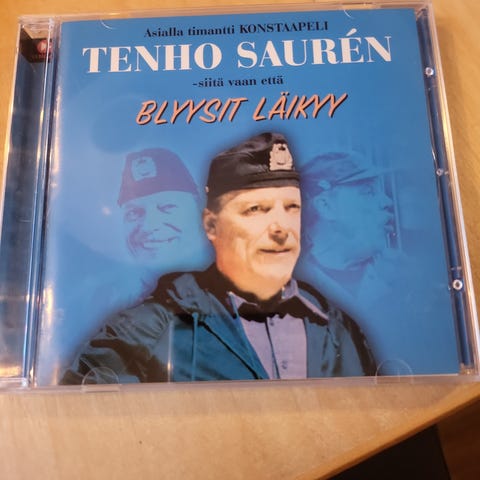 Asialla timantti KONSTAAPELI
TENHO SAURÉN
-siitä vaan että
BLYYSIT LÄIKYY